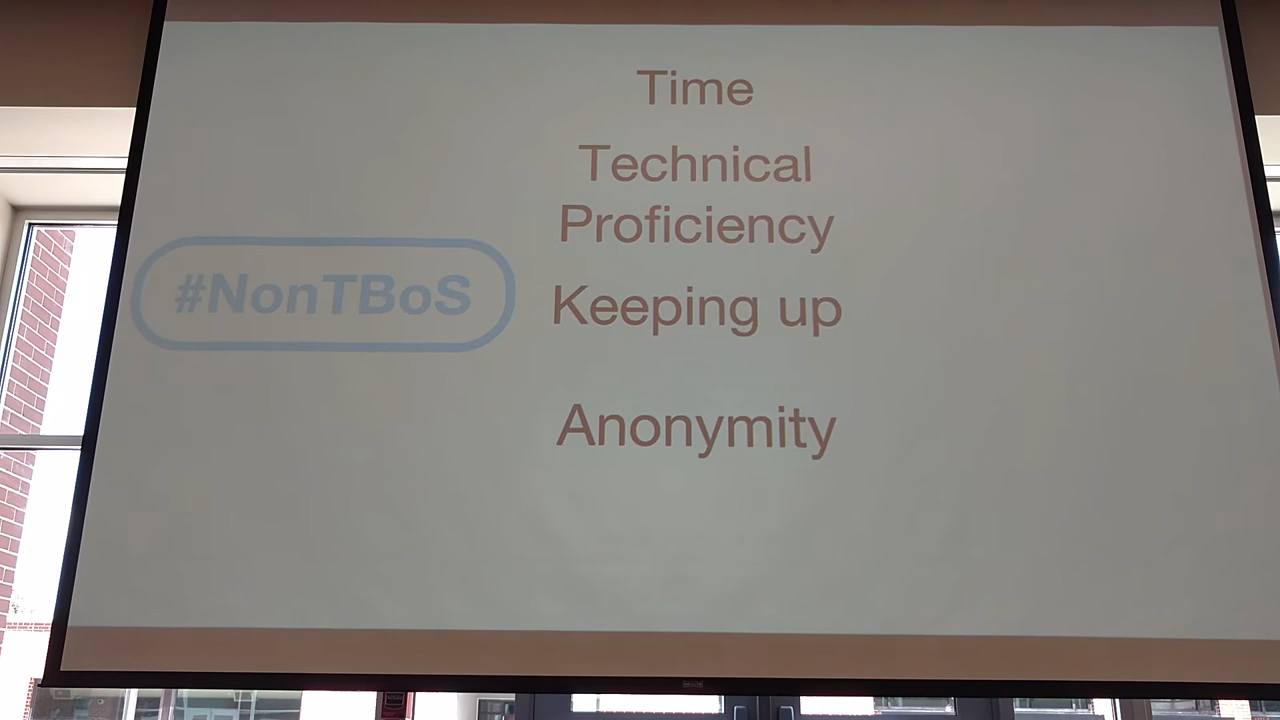 Time
Technical
Proficiency
#NonTBoS
Keeping up
Anonymity